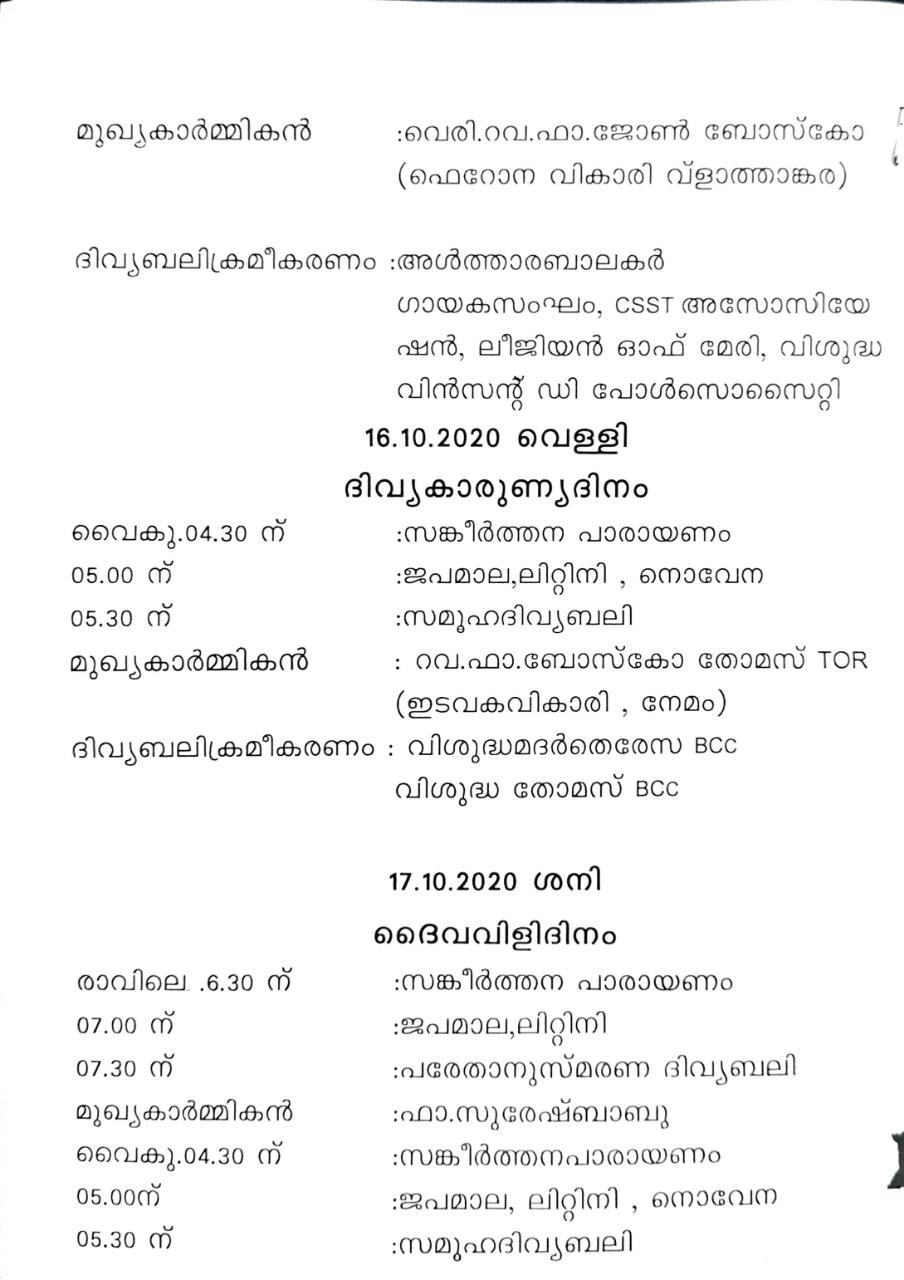 മുഖ്യകാർമ്മികൻ :വെരി.റവ.ഫാ.ജോൺ ബോസ്കോ
(ഫെറോന വികാരി വ്ളാത്താങ്കര)
ദിവ്യബലിക്രമീകരണം :അൾത്താരബാലകർ
ഗായകസംഘം, CSST അസോസിയേ
ഷൻ, ലീജിയൻ ഓഫ് മേരി, വിശുദ്ധ
വിൻസന്റ് ഡി പോൾസൊസൈറ്റി
16.10.2020 വെള്ളി
ദിവ്യകാരുണ്യദിനം
വൈകു.04.30 ന് :സങ്കീർത്തന പാരായണം
05.00 ന് :ജപമാല,ലിറ്റിനി , നൊവേന
05.30 ന് :സമൂഹദിവ്യബലി
മുഖ്യകാർമ്മികൻ : റവ.ഫാ.ബോസ്കോ തോമസ് TOR
(ഇടവകവികാരി , നേമം)
ദിവ്യബലിക്രമീകരണം : വിശുദ്ധമദർതെരേസ BCC
വിശുദ്ധ തോമസ് BCC
17.10.2020 ശനി
ദൈവവിളിദിനം
രാവിലെ .6.30 ന് :സങ്കീർത്തന പാരായണം
07.00 ന് :ജപമാല,ലിറ്റിനി
07.30 ന് :പരേതാനുസ്മരണ ദിവ്യബലി
മുഖ്യകാർമ്മികൻ :ഫാ.സുരേഷ്ബാബു
വൈകു.04.30 ന് :സങ്കീർത്തനപാരായണം
05.00ന് :ജപമാല, ലിറ്റിനി , നൊവേന
05.30 ന് :സമൂഹദിവ്യബലി